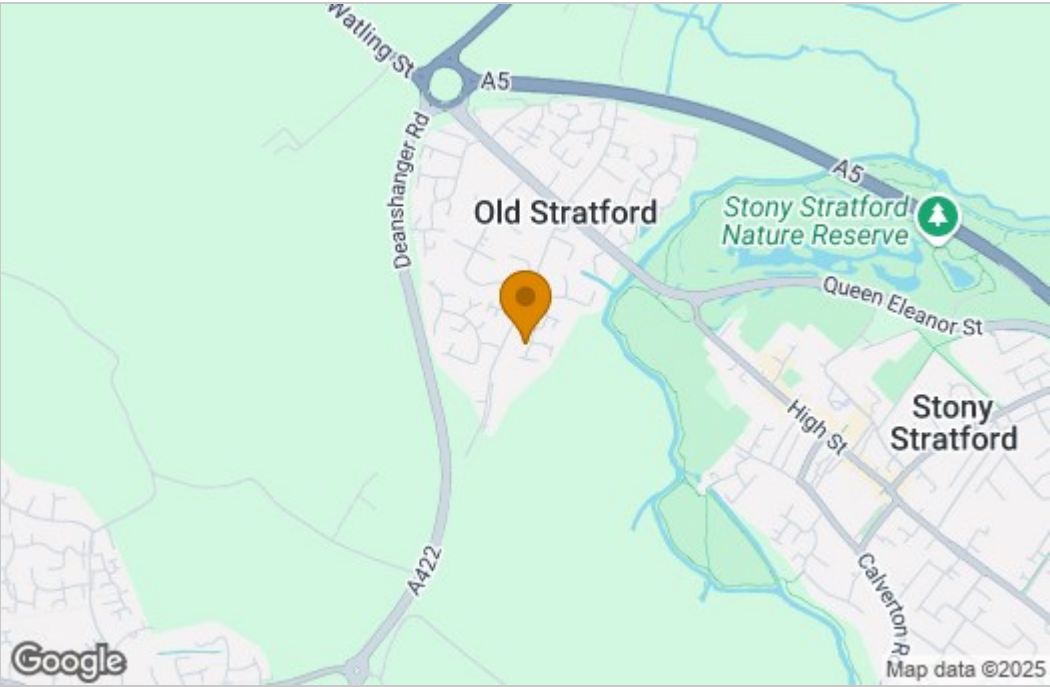 Watling St
A5
Deanshanger Rd
Old Stratford
A5
Stony Stratford
Nature Reserve
Queen Eleanor St
Stony
Stratford
High St
A422
Calverton R
Google
Map data ©2025